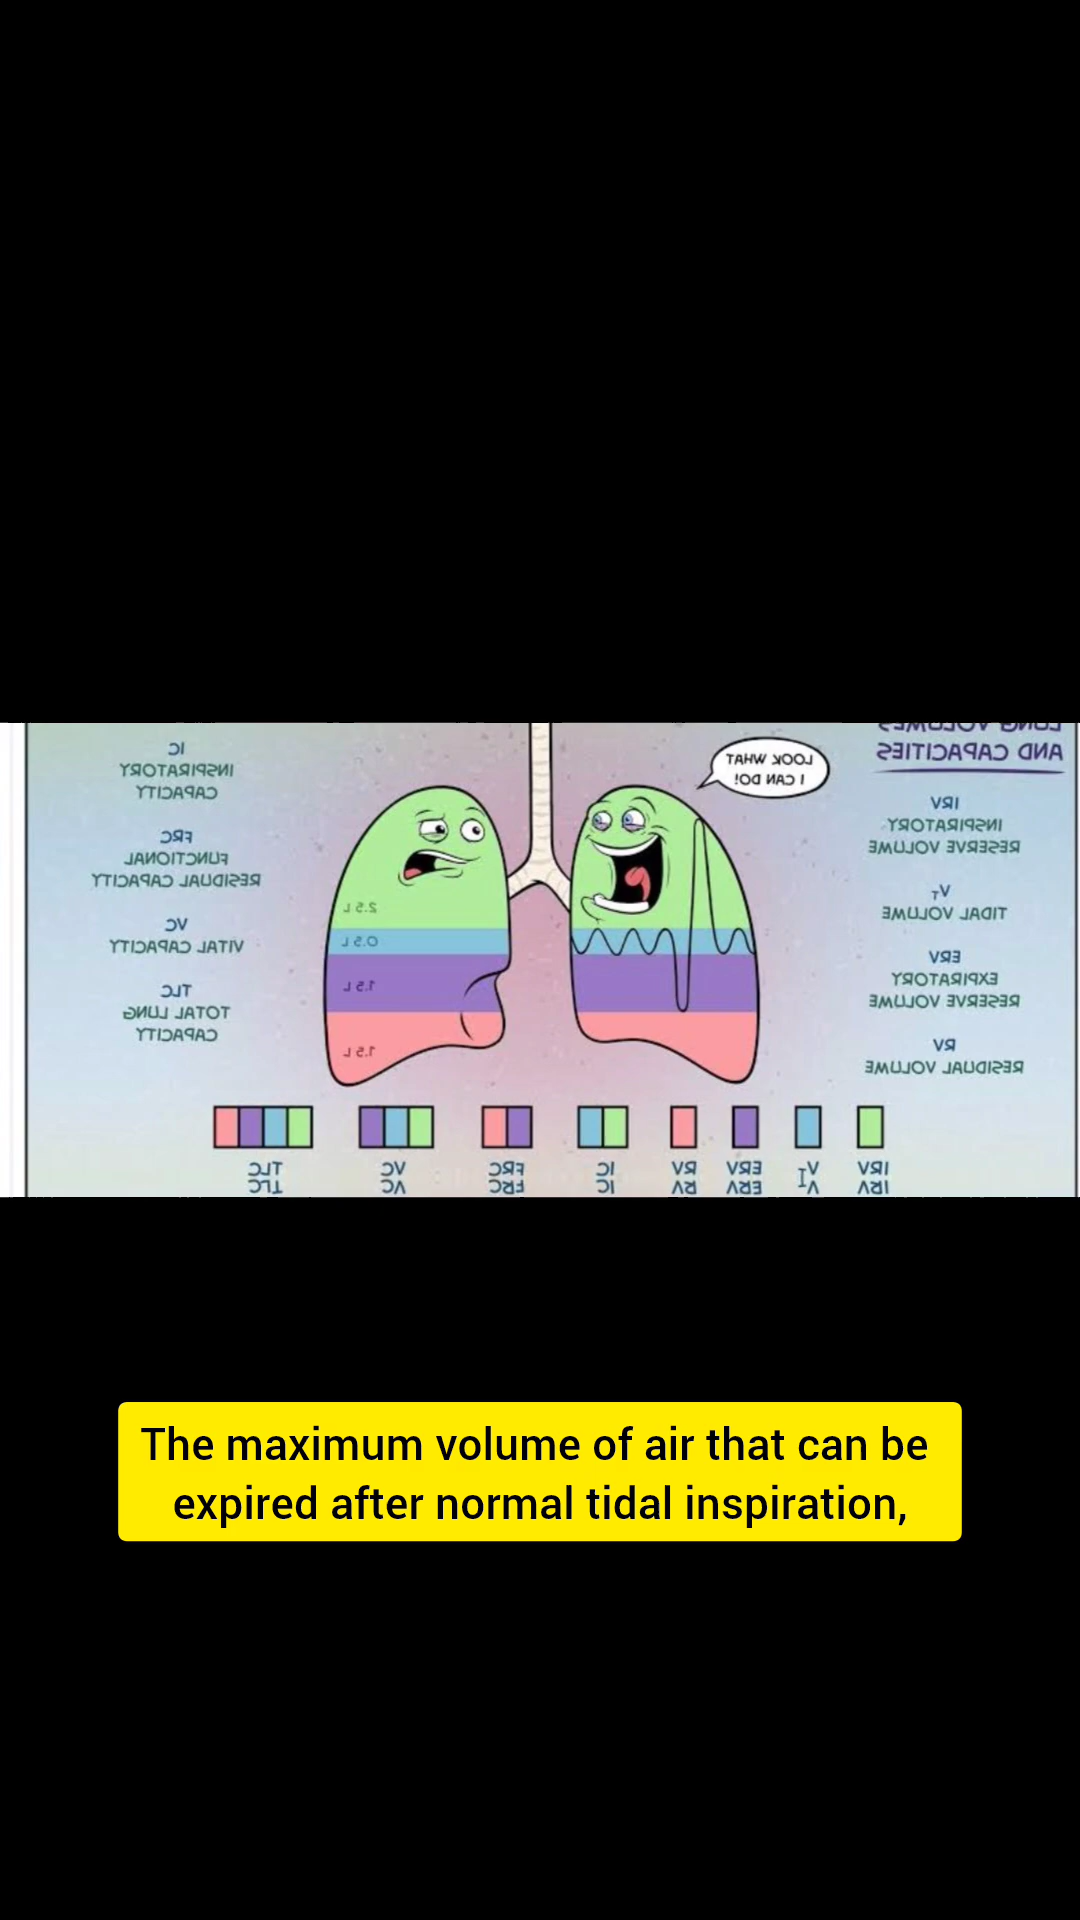 LUNG VOLUMES
AND CAPACITIES
IC
INSPIRATORY
CAPACITY
FRC
FUNCTIONAL
RESIDUAL CAPACITY
VC
VITAL CAPACITY
TLC
TOTAL LUNG
CAPACITY
LOOK WHAT
I CAN DO!
IRV
INSPIRATORY
RESERVE VOLUME
VT
TIDAL VOLUME
ERV
EXPIRATORY
RESERVE VOLUME
RV
RESIDUAL VOLUME
2.5 L
0.5 L
1.5 L
1.5 L
TLC
VC
FRC
IC
RV
ERV
VT
IRV
The maximum volume of air that can be
expired after normal tidal inspiration,